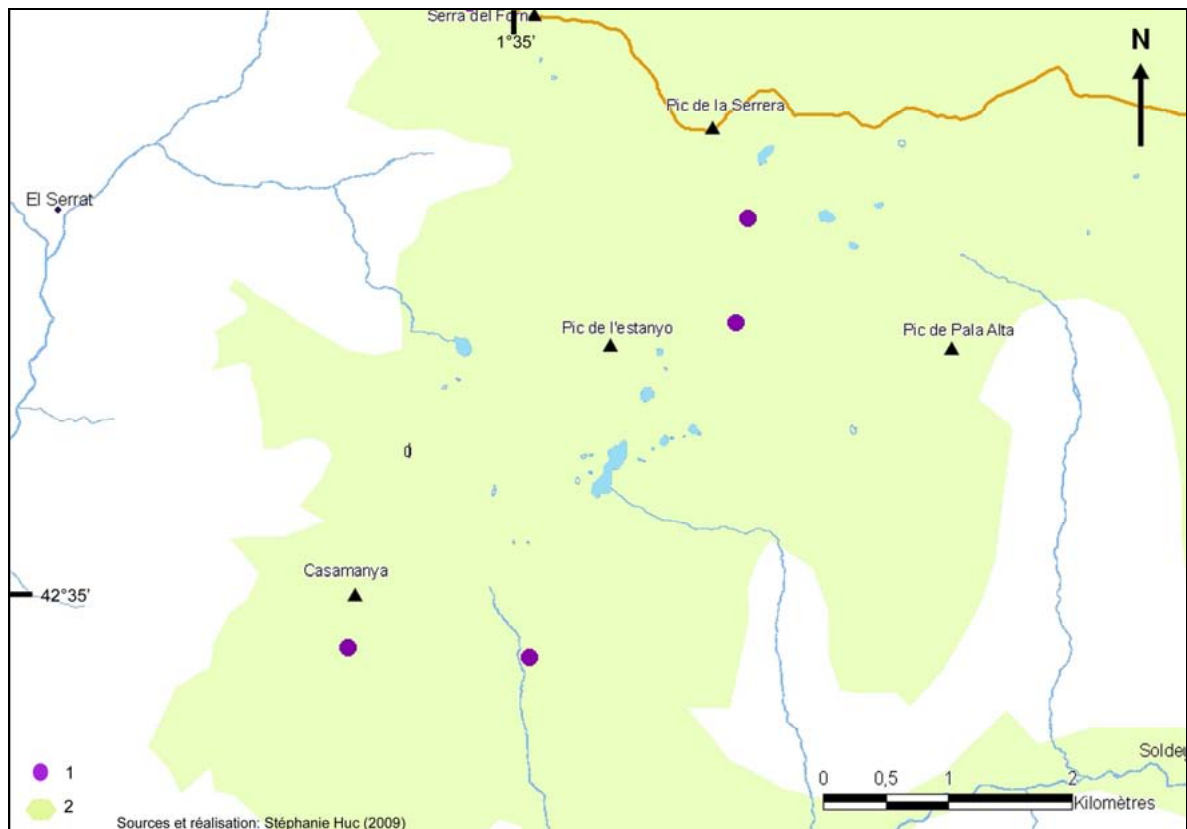 Serra del Forn
1°35'
N
Pic de la Serrera
El Serrat
Pic de l'estanyo
Pic de Pala Alta
Casamanya
42°35'
Solde
1
2
0 0,5 1 2
Kilomètres
Sources et réalisation: Stéphanie Huc (2009)